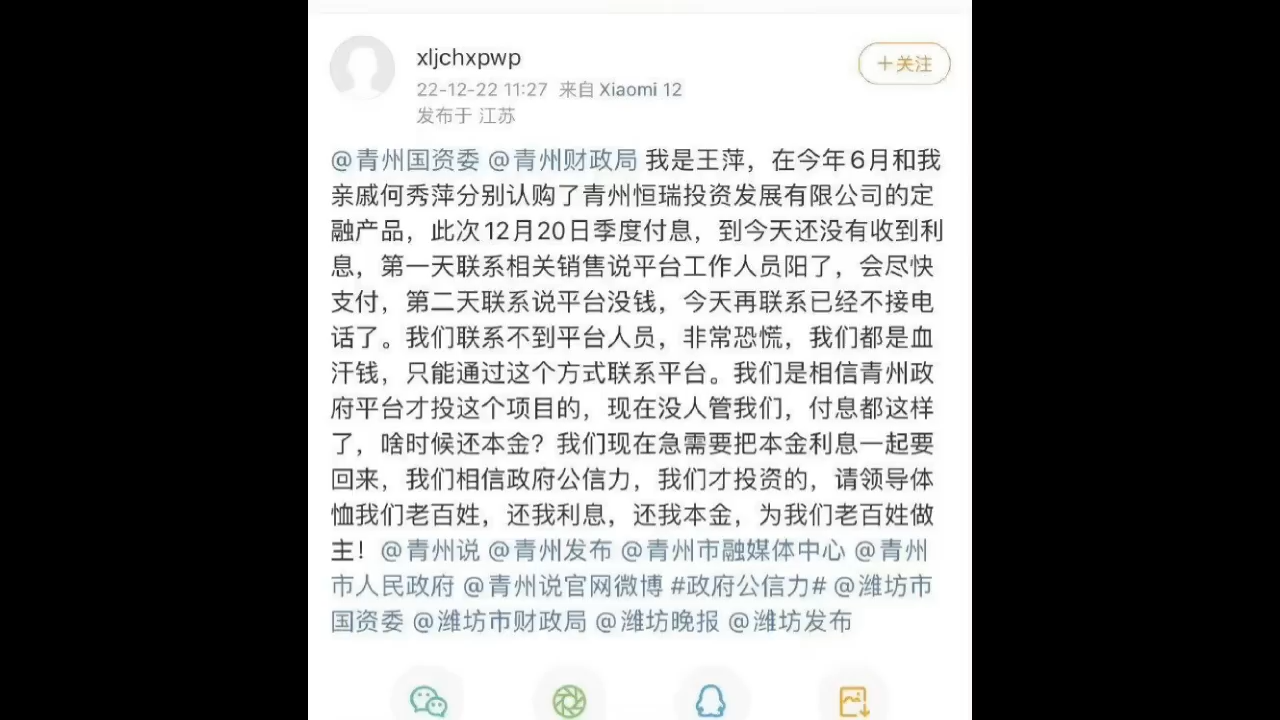 xljchxpwp
+关注
22-12-22 11:27 来自 Xiaomi 12
发布于 江苏
@青州国资委 @青州财政局 我是王萍，在今年6月和我
亲戚何秀萍分别认购了青州恒瑞投资发展有限公司的定
融产品，此次12月20日季度付息，到今天还没有收到利
息，第一天联系相关销售说平台工作人员阳了，会尽快
支付，第二天联系说平台没钱，今天再联系已经不接电
话了。我们联系不到平台人员，非常恐慌，我们都是血
汗钱，只能通过这个方式联系平台。我们是相信青州政
府平台才投这个项目的，现在没人管我们，付息都这样
了，啥时候还本金？我们现在急需要把本金利息一起要
回来，我们相信政府公信力，我们才投资的，请领导体
恤我们老百姓，还我利息，还我本金，为我们老百姓做
主！@青州说 @青州发布 @青州市融媒体中心 @青州
市人民政府 @青州说官网微博 #政府公信力# @潍坊市
国资委 @潍坊市财政局 @潍坊晚报 @潍坊发布